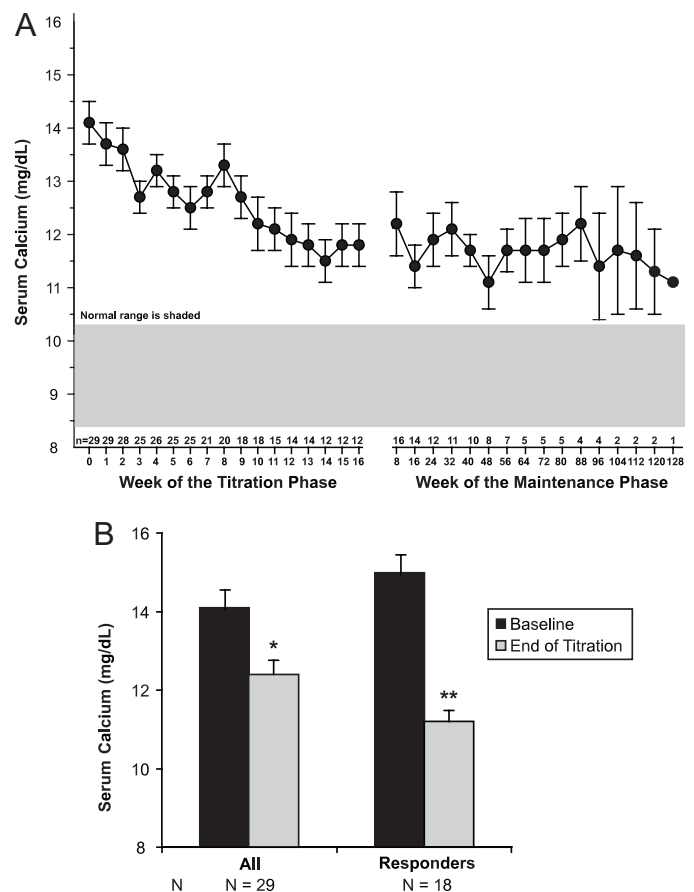 A
Serum Calcium (mg/dL)
16
15
14
13
12
11
10
9
8
Normal range is shaded
n=29 29 28 25 26 25 25 21 20 18 18 15 14 14 12 12 12
0 1 2 3 4 5 6 7 8 9 10 11 12 13 14 15 16
Week of the Titration Phase
16 14 12 11 10 8 7 5 5 5 4 4 2 2 2 1
8 16 24 32 40 48 56 64 72 80 88 96 104 112 120 128
Week of the Maintenance Phase
B
Serum Calcium (mg/dL)
16
14
12
10
8
*
**
Baseline
End of Titration
All
Responders
N N = 29 N = 18